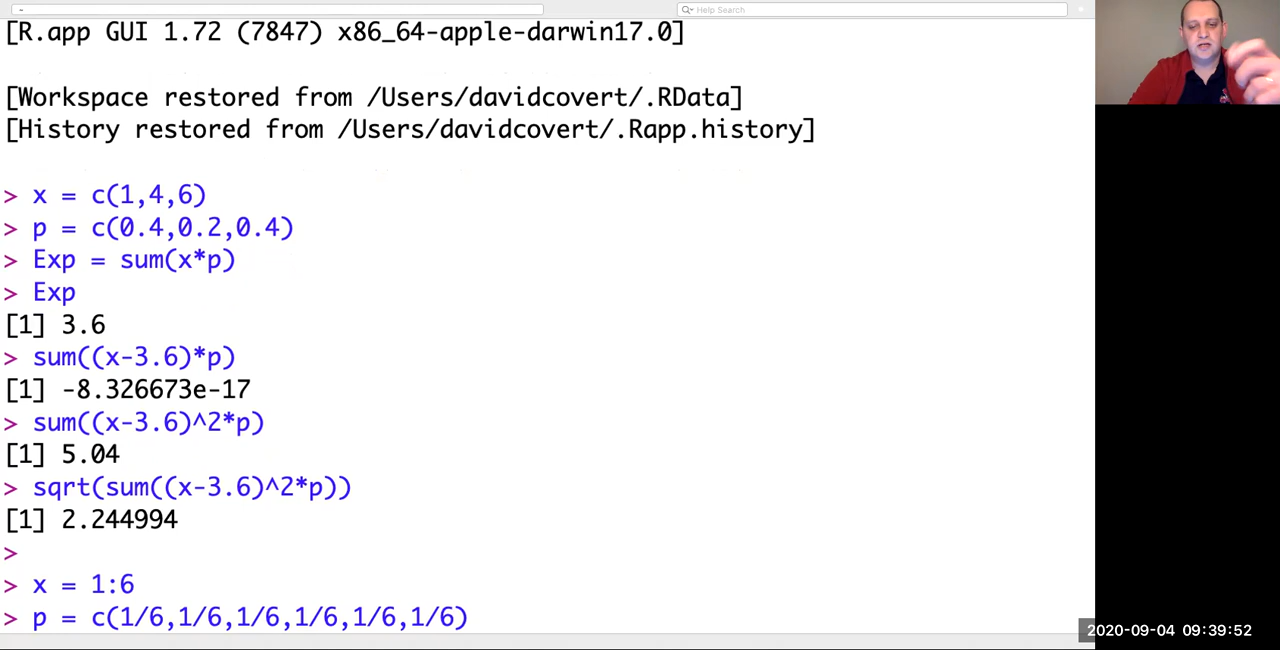 Help Search
[R.app GUI 1.72 (7847) x86_64-apple-darwin17.0]
[Workspace restored from /Users/davidcovert/.RData]
[History restored from /Users/davidcovert/.Rapp.history]
> x = c(1,4,6)
> p = c(0.4,0.2,0.4)
> Exp = sum(x*p)
> Exp
[1] 3.6
> sum((x-3.6)*p)
[1] -8.326673e-17
> sum((x-3.6)^2*p)
[1] 5.04
> sqrt(sum((x-3.6)^2*p))
[1] 2.244994
>
> x = 1:6
> p = c(1/6,1/6,1/6,1/6,1/6,1/6)
2020-09-04 09:39:52